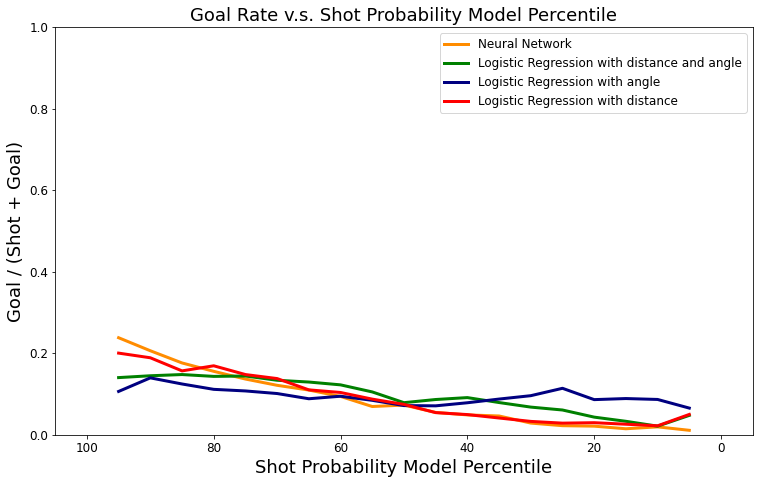 Goal Rate v.s. Shot Probability Model Percentile
1.0
0.8
0.6
0.4
0.2
0.0
Goal / (Shot + Goal)
Neural Network
Logistic Regression with distance and angle
Logistic Regression with angle
Logistic Regression with distance
100 80 60 40 20 0
Shot Probability Model Percentile